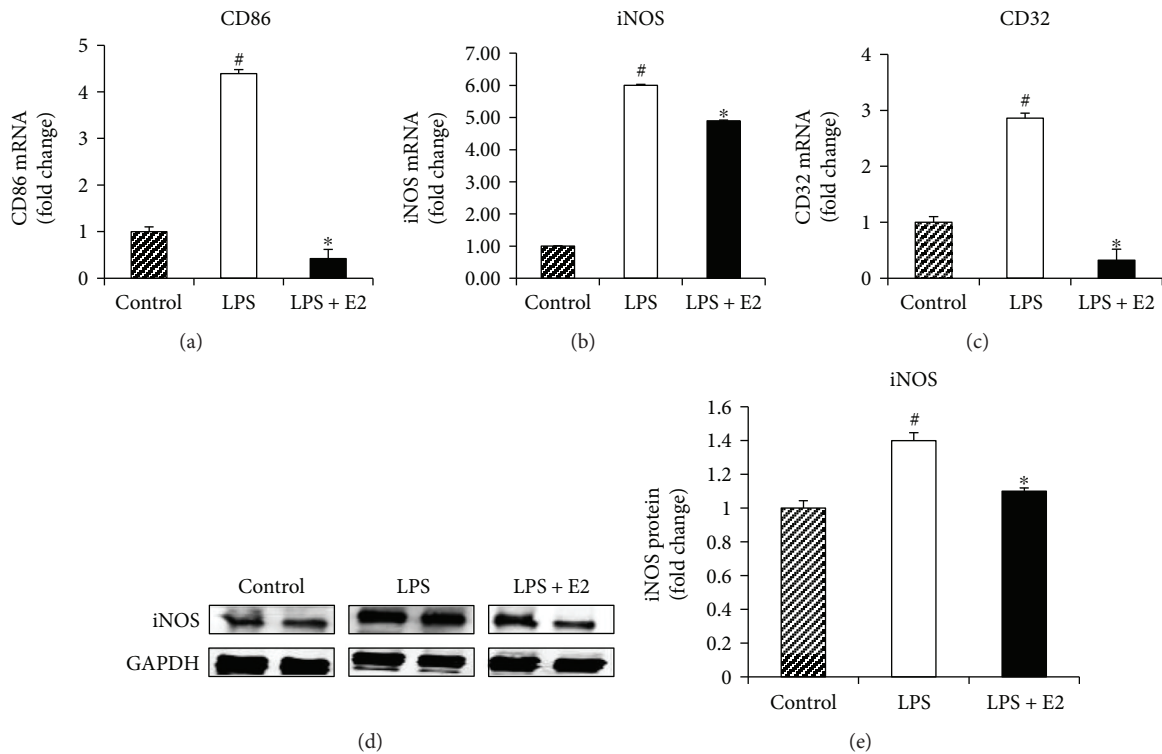 CD86
CD86 mRNA
(fold change)
5
4
3
2
1
0
#
*
Control
LPS
LPS + E2
(a)
iNOS
iNOS mRNA
(fold change)
7.00
6.00
5.00
4.00
3.00
2.00
1.00
0.00
#
*
Control
LPS
LPS + E2
(b)
CD32
CD32 mRNA
(fold change)
4
3
2
1
0
#
*
Control
LPS
LPS + E2
(c)
Control
LPS
LPS + E2
iNOS
GAPDH
(d)
iNOS
iNOS protein
(fold change)
1.6
1.4
1.2
1
0.8
0.6
0.4
0.2
0
#
*
Control
LPS
LPS + E2
(e)